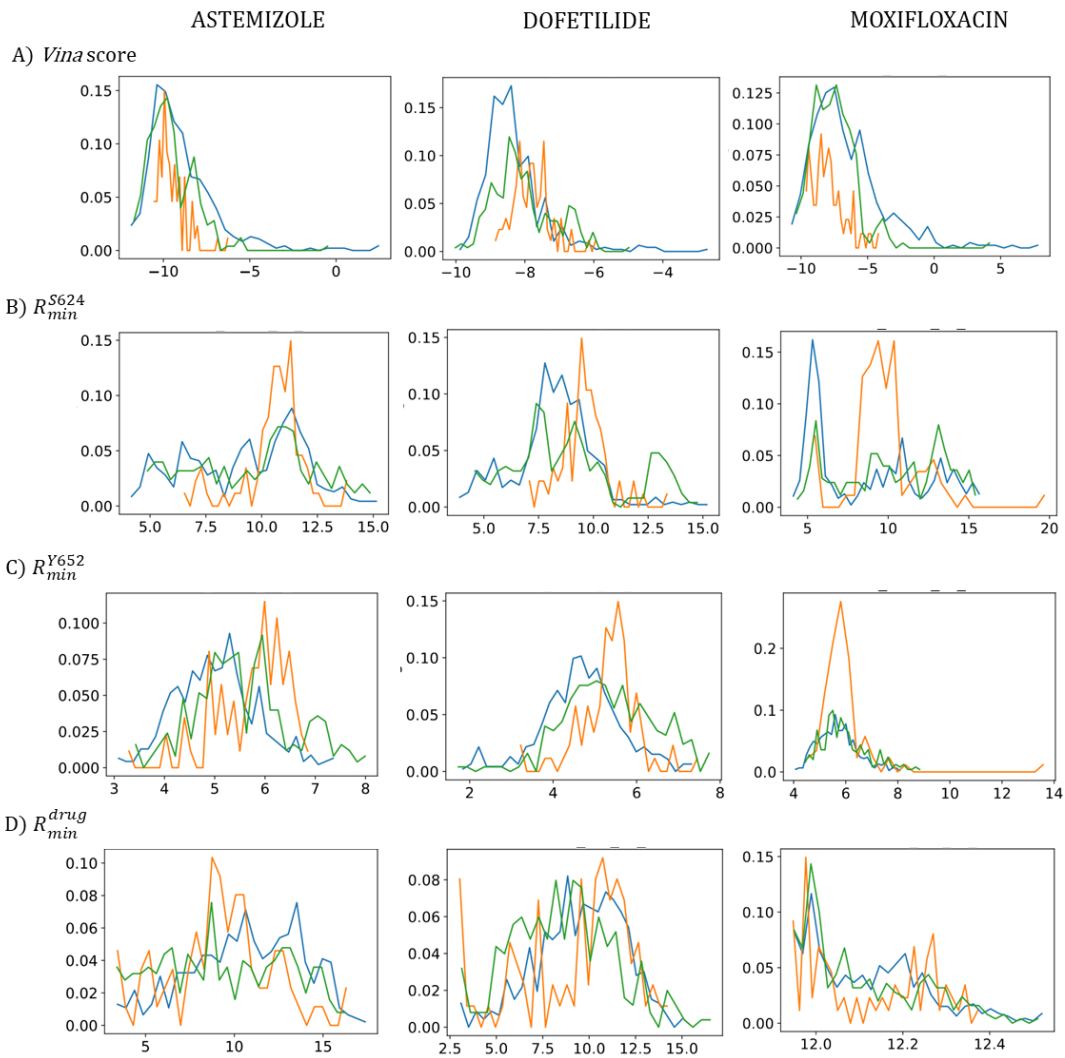 ASTEMIZOLE DOFETILIDE MOXIFLOXACIN
A) Vina score
0.15 0.10 0.05 0.00
−10 −5 0
0.15 0.10 0.05 0.00
−10 −8 −6 −4
0.125 0.100 0.075 0.050 0.025 0.000
−10 −5 0 5
B) R_min^S624
0.15 0.10 0.05 0.00
5.0 7.5 10.0 12.5 15.0
0.15 0.10 0.05 0.00
5.0 7.5 10.0 12.5 15.0
0.15 0.10 0.05 0.00
5 10 15 20
C) R_min^Y652
0.100 0.075 0.050 0.025 0.000
3 4 5 6 7 8
0.15 0.10 0.05 0.00
2 4 6 8
0.2 0.1 0.0
4 6 8 10 12 14
D) R_min^drug
0.10 0.08 0.06 0.04 0.02 0.00
5 10 15
0.08 0.06 0.04 0.02 0.00
2.5 5.0 7.5 10.0 12.5 15.0
0.15 0.10 0.05 0.00
12.0 12.2 12.4